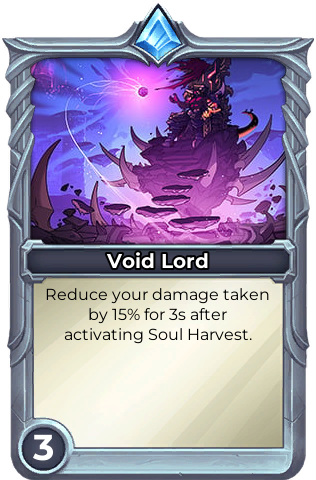 Void Lord
Reduce your damage taken
by 15% for 3s after
activating Soul Harvest.
3